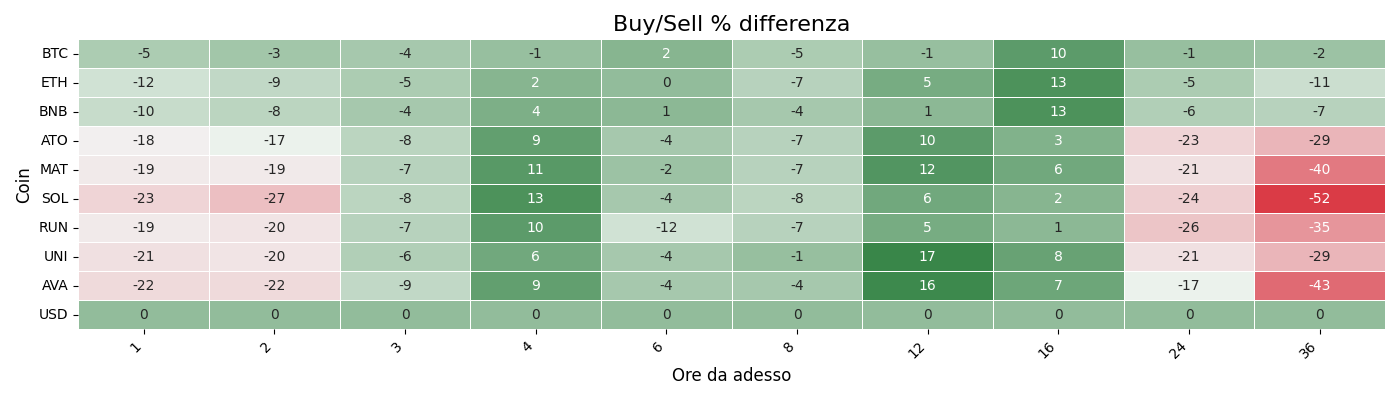 Buy/Sell % differenza
Coin
BTC -5 -3 -4 -1 2 -5 -1 10 -1 -2
ETH -12 -9 -5 2 0 -7 5 13 -5 -11
BNB -10 -8 -4 4 1 -4 1 13 -6 -7
ATO -18 -17 -8 9 -4 -7 10 3 -23 -29
MAT -19 -19 -7 11 -2 -7 12 6 -21 -40
SOL -23 -27 -8 13 -4 -8 6 2 -24 -52
RUN -19 -20 -7 10 -12 -7 5 1 -26 -35
UNI -21 -20 -6 6 -4 -1 17 8 -21 -29
AVA -22 -22 -9 9 -4 -4 16 7 -17 -43
USD 0 0 0 0 0 0 0 0 0 0
1 2 3 4 6 8 12 16 24 36
Ore da adesso